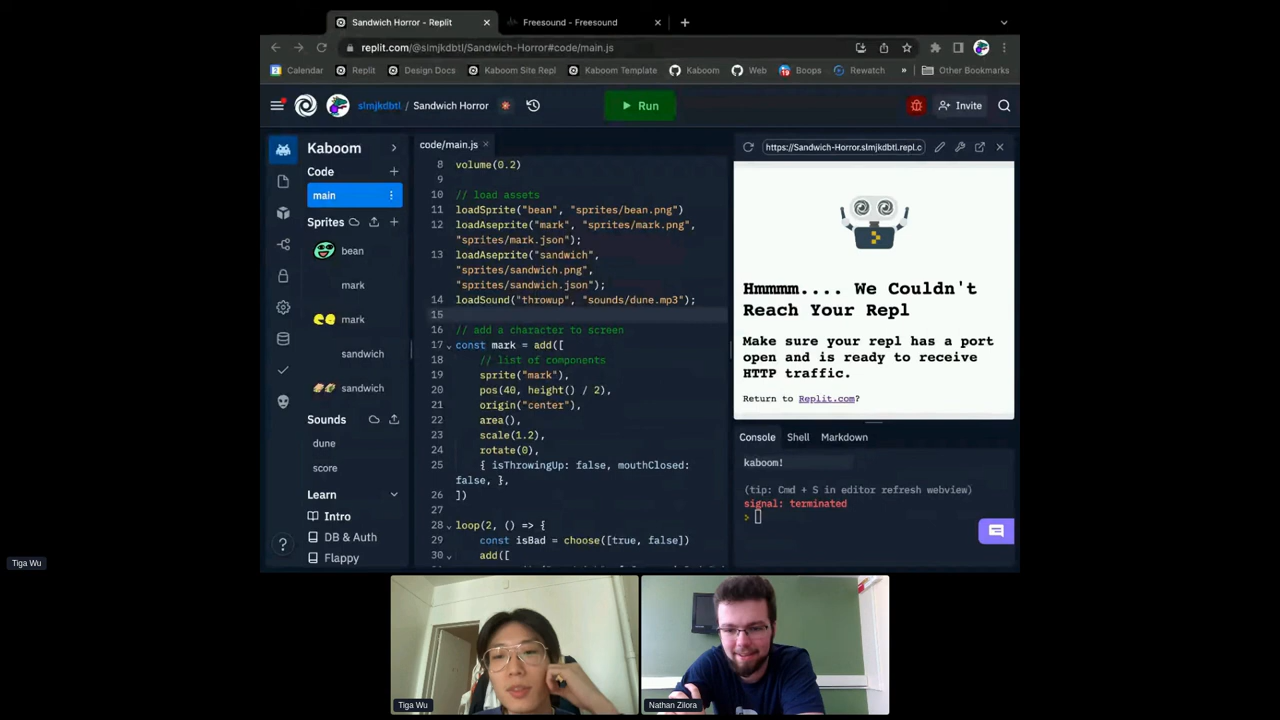 Sandwich Horror - Replit
Freesound - Freesound
replit.com/@slmjkdbtl/Sandwich-Horror#code/main.js
Calendar
Replit
Design Docs
Kaboom Site Repl
Kaboom Template
Kaboom
Web
Boops
Rewatch
»
Other Bookmarks
slmjkdbtl / Sandwich Horror
Run
Invite
Kaboom
Code
main
Sprites
bean
mark
mark
sandwich
sandwich
Sounds
dune
score
Learn
Intro
DB & Auth
Flappy
code/main.js
8 volume(0.2)
9
10 // load assets
11 loadSprite("bean", "sprites/bean.png")
12 loadAseprite("mark", "sprites/mark.png",
"sprites/mark.json");
13 loadAseprite("sandwich",
"sprites/sandwich.png",
"sprites/sandwich.json");
14 loadSound("throwup", "sounds/dune.mp3");
15
16 // add a character to screen
17 const mark = add([
18 // list of components
19 sprite("mark"),
20 pos(40, height() / 2),
21 origin("center"),
22 area(),
23 scale(1.2),
24 rotate(0),
25 { isThrowingUp: false, mouthClosed:
false, },
26 ])
27
28 loop(2, () => {
29 const isBad = choose([true, false])
30 add([
https://Sandwich-Horror.slmjkdbtl.repl.c
Hmmmm.... We Couldn't
Reach Your Repl
Make sure your repl has a port
open and is ready to receive
HTTP traffic.
Return to Replit.com?
Console
Shell
Markdown
kaboom!
(tip: Cmd + S in editor refresh webview)
signal: terminated
>
Tiga Wu
Tiga Wu
Nathan Zilora